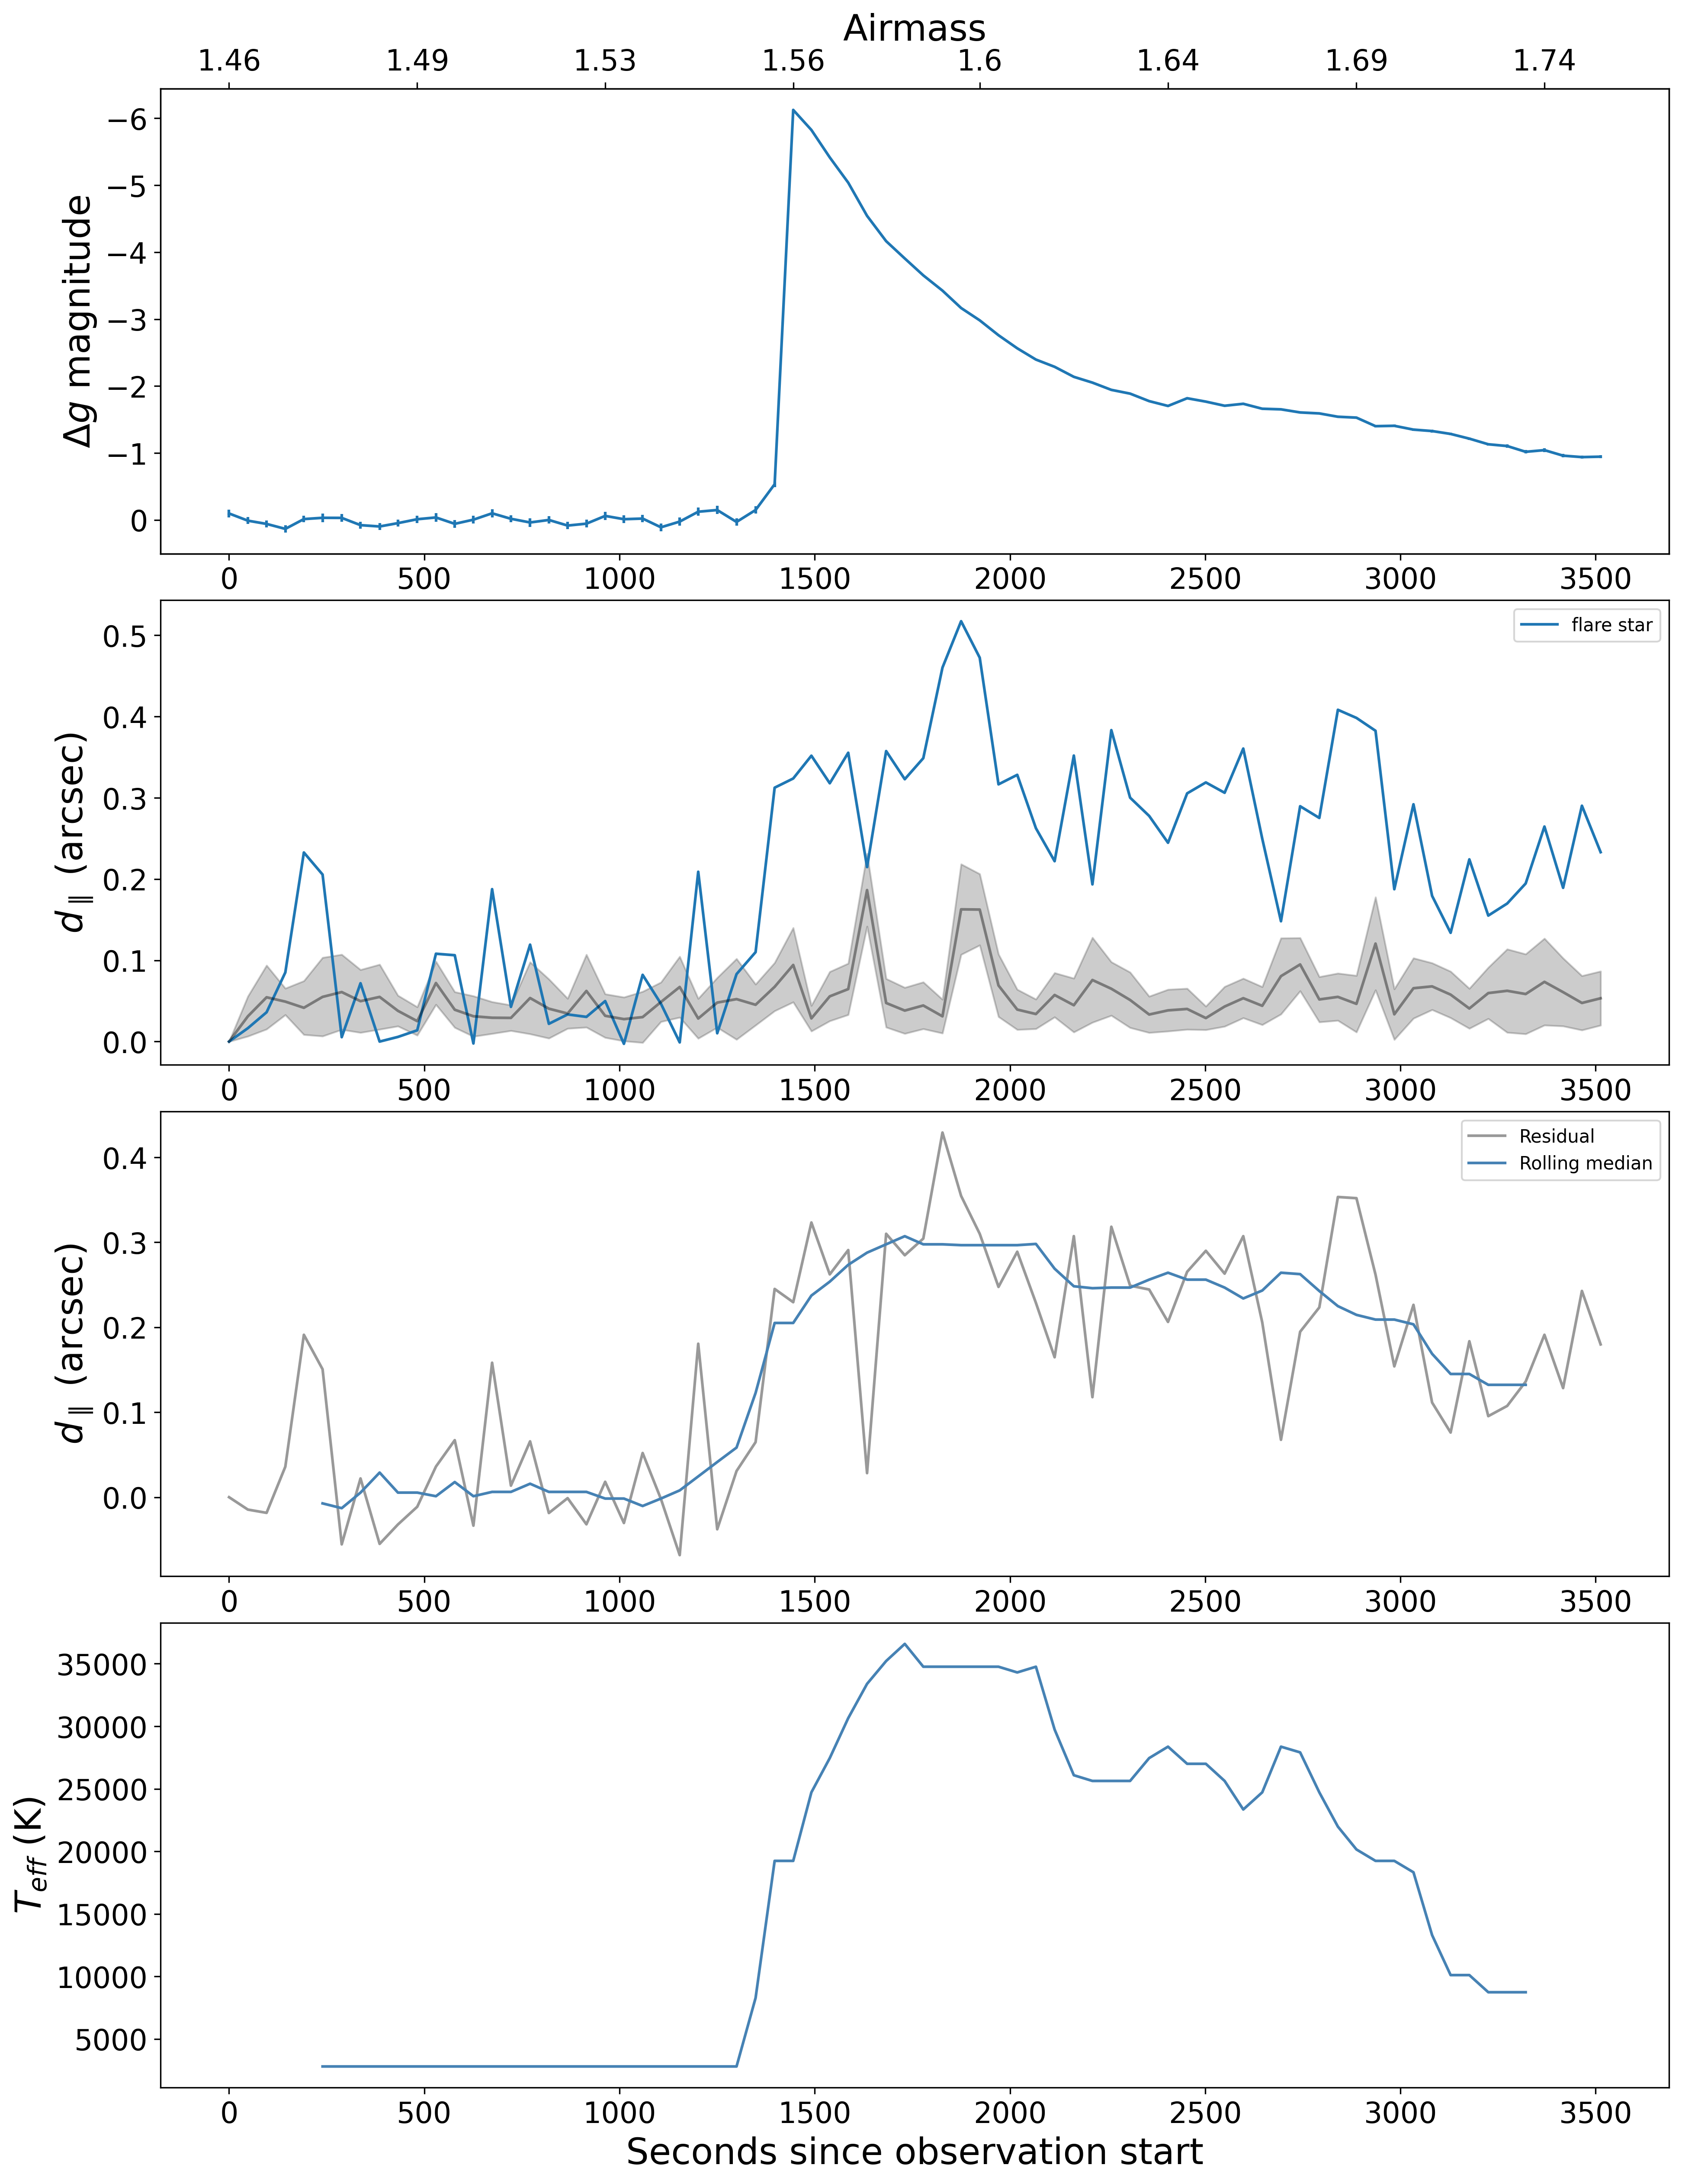 Airmass
1.46 1.49 1.53 1.56 1.6 1.64 1.69 1.74
−6
−5
−4
−3
−2
−1
0
Δg magnitude
0 500 1000 1500 2000 2500 3000 3500
flare star
0.5
0.4
0.3
0.2
0.1
0.0
d∥ (arcsec)
0 500 1000 1500 2000 2500 3000 3500
Residual
Rolling median
0.4
0.3
0.2
0.1
0.0
d∥ (arcsec)
0 500 1000 1500 2000 2500 3000 3500
35000
30000
25000
20000
15000
10000
5000
Teff (K)
0 500 1000 1500 2000 2500 3000 3500
Seconds since observation start